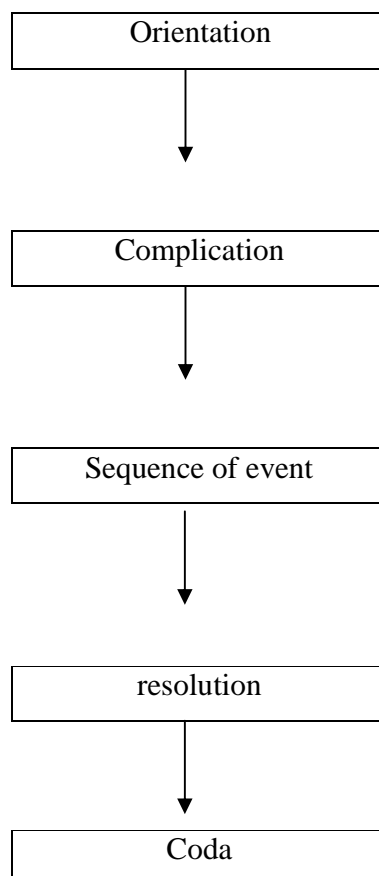 Orientation
Complication
Sequence of event
resolution
Coda